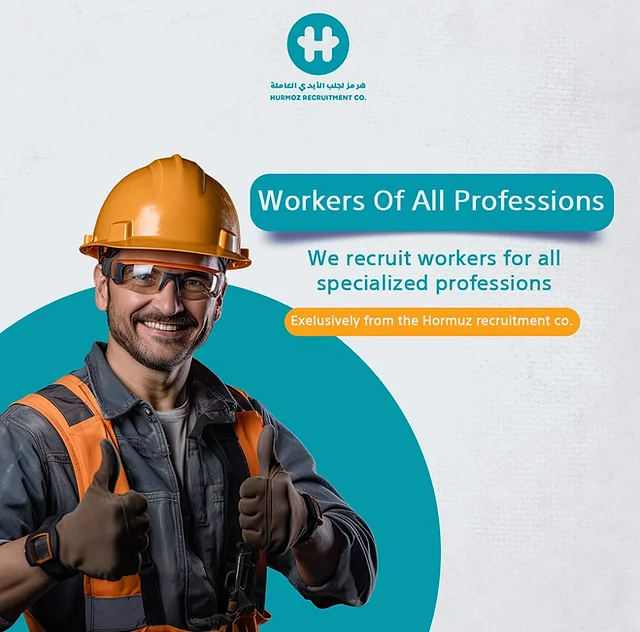 هرمز لجلب الأيدي العاملة
HURMOZ RECRUITMENT CO.
Workers Of All Professions
We recruit workers for all
specialized professions
Exelusively from the Hormuz recruitment co.